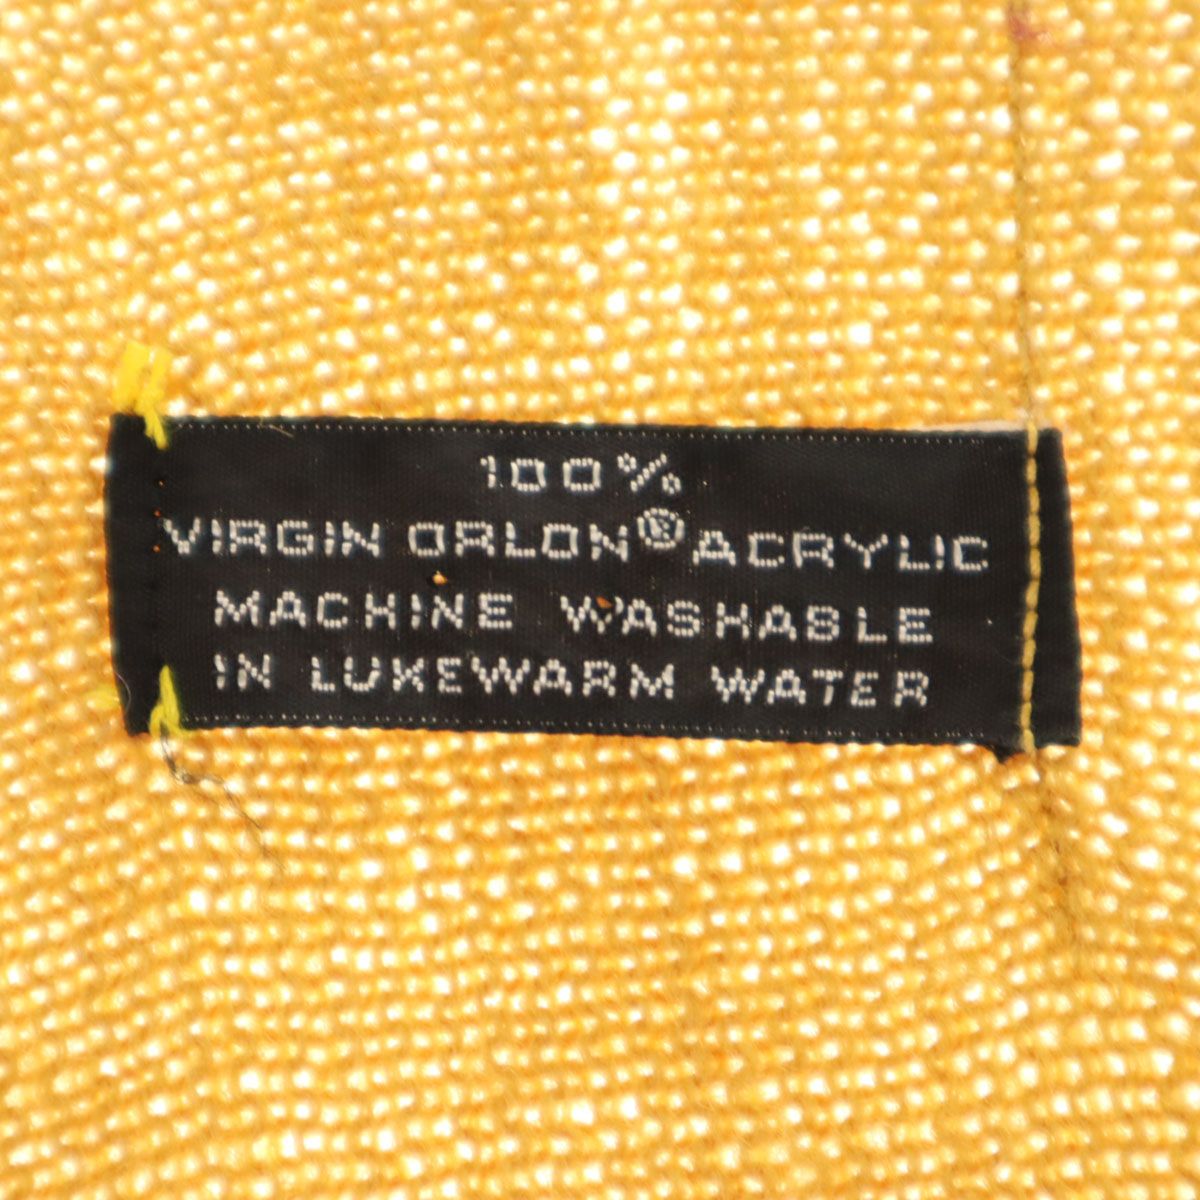 100%
VIRGIN ORLON® ACRYLIC
MACHINE WASHABLE
IN LUKEWARM WATER